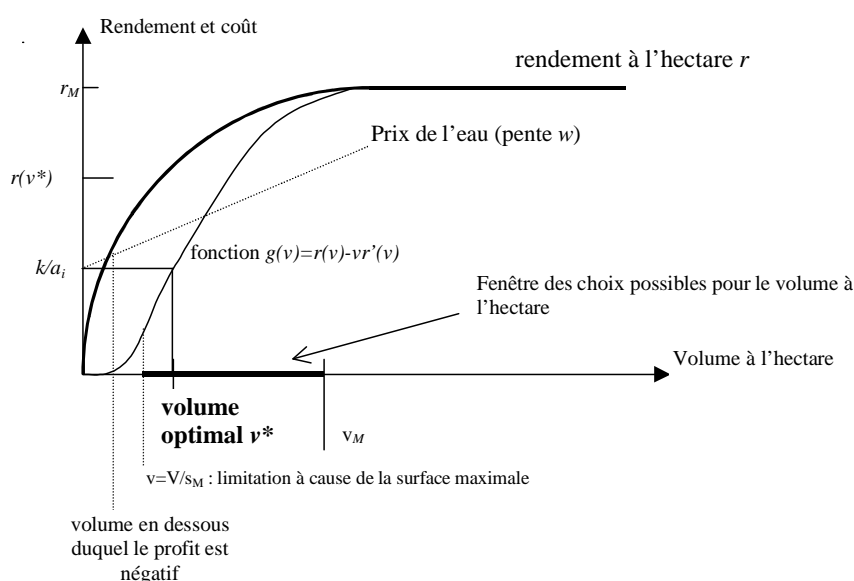 Rendement et coût
rendement à l'hectare r
r_M
Prix de l'eau (pente w)
r(v*)
fonction g(v)=r(v)-vr'(v)
k/a_i
Fenêtre des choix possibles pour le volume à
l'hectare
Volume à l'hectare
volume
optimal v*
v_M
v=V/s_M : limitation à cause de la surface maximale
volume en dessous
duquel le profit est
négatif